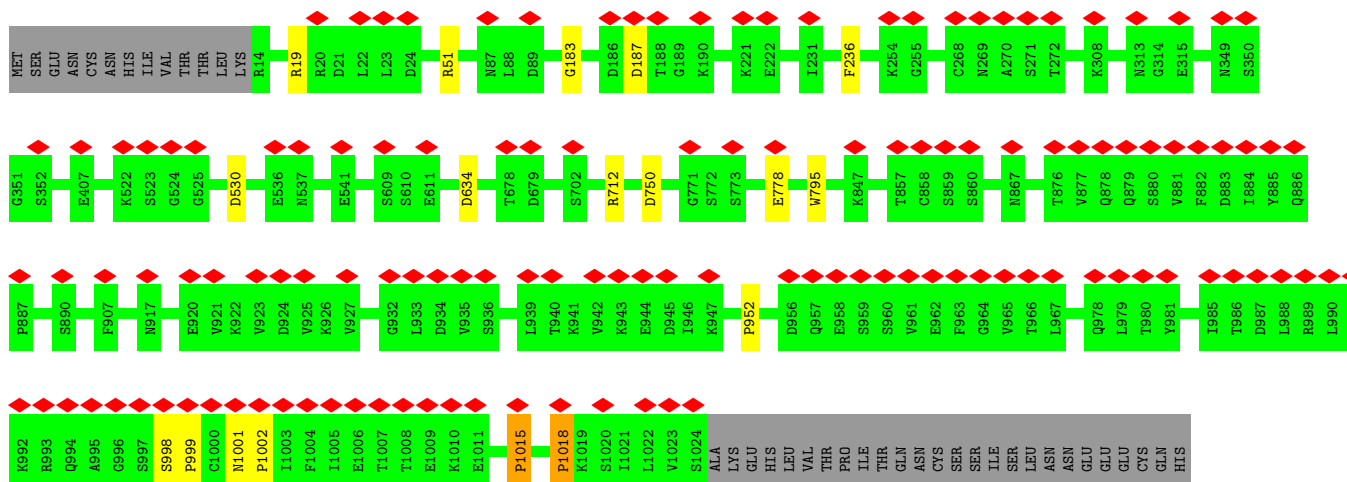 MET SER GLU ASN CYS ASN HIS ILE VAL THR THR LEU LYS R14 R19 R20 D21 L22 L23 D24 R51 N87 L88 D89 G183 D186 D187 T188 G189 K190 K221 E222 I231 F236 K254 G255 C268 N269 A270 S271 T272 K308 N313 G314 E315 N349 S350
G351 S352 E407 K522 S523 G524 G525 D530 E536 N537 E541 S609 S610 E611 D634 T678 D679 S702 R712 D750 G771 S772 S773 E778 W795 K847 T857 C858 S859 S860 N867 T876 V877 Q878 Q879 S880 V881 F882 D883 I884 Y885 Q886
P887 S890 F907 N917 E920 V921 K922 V923 D924 V925 K926 V927 G932 L933 D934 V935 S936 L939 T940 K941 V942 K943 E944 D945 I946 K947 P952 D956 Q957 E958 S959 S960 V961 E962 F963 G964 V965 T966 L967 Q978 L979 T980 Y981 I985 T986 D987 L988 R989 L990
K992 R993 Q994 A995 G996 S997 S998 P999 C1000 N1001 P1002 I1003 F1004 I1005 E1006 T1007 T1008 E1009 K1010 E1011 P1015 P1018 K1019 S1020 I1021 L1022 V1023 S1024 ALA LYS GLU HIS LEU VAL THR PRO ILE THR GLN ASN CYS SER SER ILE SER LEU ASN ASN GLU GLU GLU CYS GLN HIS